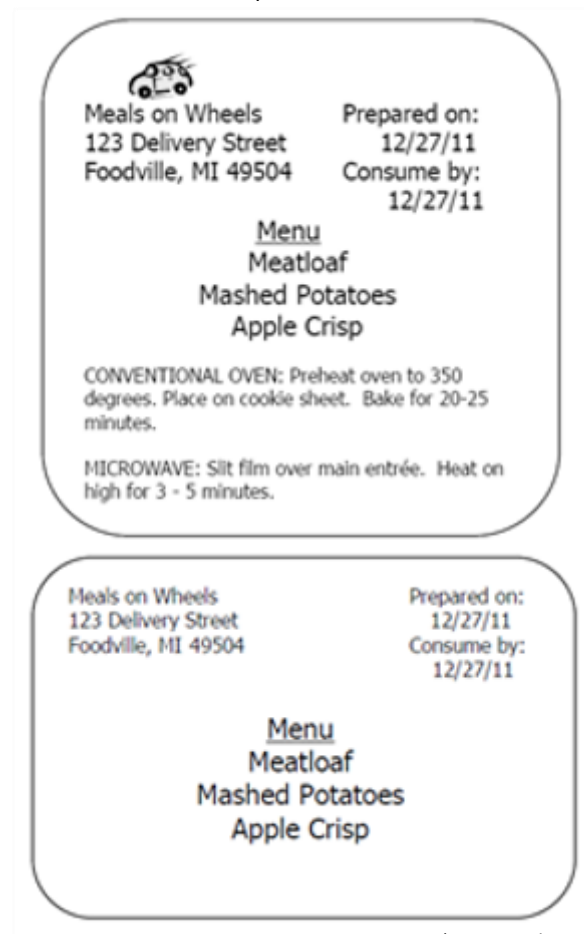 Meals on Wheels
123 Delivery Street
Foodville, MI 49504
Prepared on:
12/27/11
Consume by:
12/27/11
Menu
Meatloaf
Mashed Potatoes
Apple Crisp
CONVENTIONAL OVEN: Preheat oven to 350
degrees. Place on cookie sheet. Bake for 20-25
minutes.
MICROWAVE: Slit film over main entrée. Heat on
high for 3 - 5 minutes.
Meals on Wheels
123 Delivery Street
Foodville, MI 49504
Prepared on:
12/27/11
Consume by:
12/27/11
Menu
Meatloaf
Mashed Potatoes
Apple Crisp